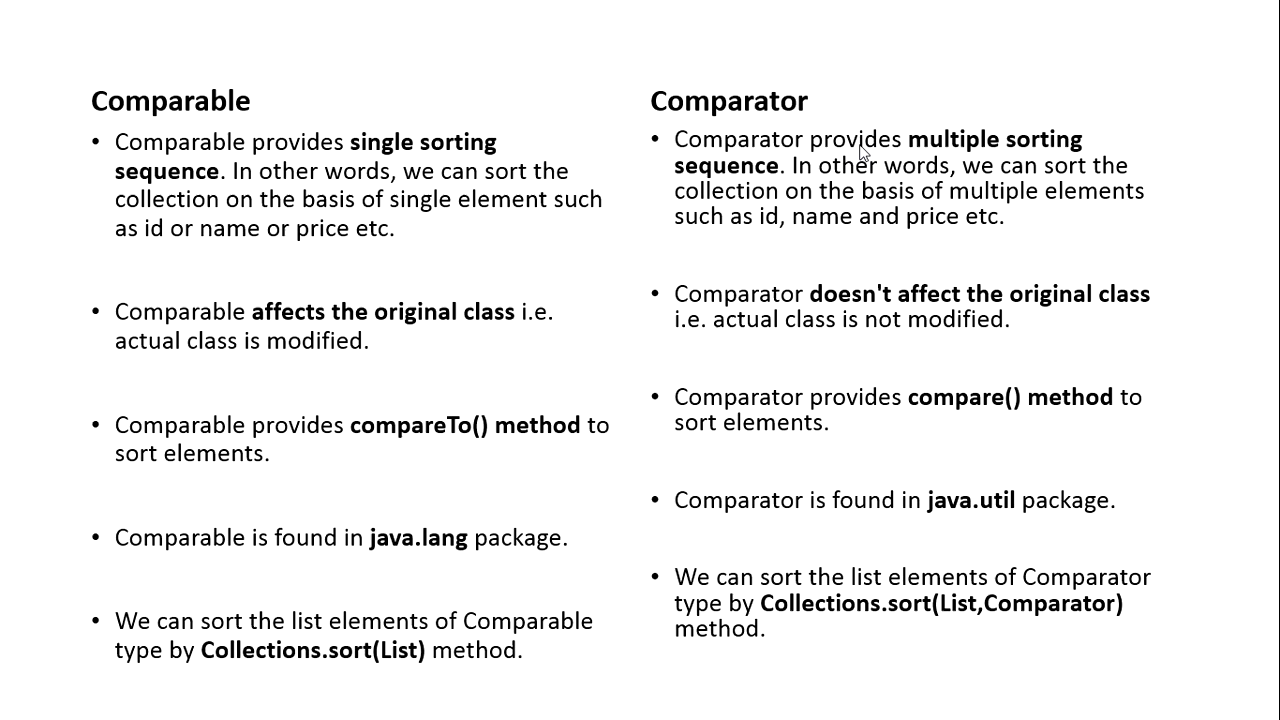 Comparable
• Comparable provides single sorting
sequence. In other words, we can sort the
collection on the basis of single element such
as id or name or price etc.
• Comparable affects the original class i.e.
actual class is modified.
• Comparable provides compareTo() method to
sort elements.
• Comparable is found in java.lang package.
• We can sort the list elements of Comparable
type by Collections.sort(List) method.
Comparator
• Comparator provides multiple sorting
sequence. In other words, we can sort the
collection on the basis of multiple elements
such as id, name and price etc.
• Comparator doesn't affect the original class
i.e. actual class is not modified.
• Comparator provides compare() method to
sort elements.
• Comparator is found in java.util package.
• We can sort the list elements of Comparator
type by Collections.sort(List,Comparator)
method.